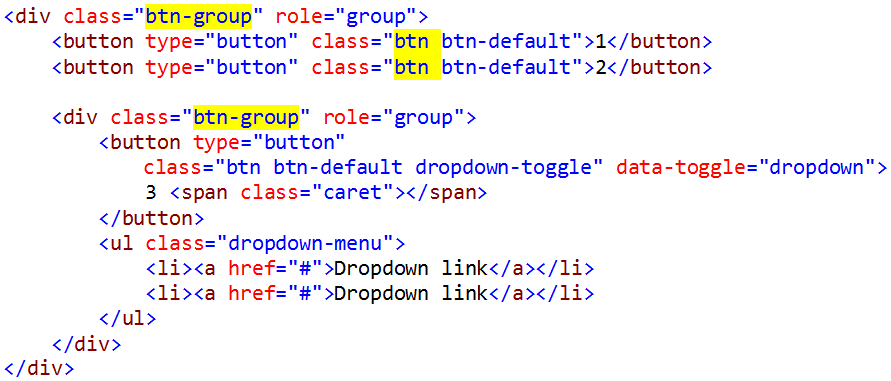 <div class="btn-group" role="group">
    <button type="button" class="btn btn-default">1</button>
    <button type="button" class="btn btn-default">2</button>

    <div class="btn-group" role="group">
        <button type="button"
            class="btn btn-default dropdown-toggle" data-toggle="dropdown">
            3 <span class="caret"></span>
        </button>
        <ul class="dropdown-menu">
            <li><a href="#">Dropdown link</a></li>
            <li><a href="#">Dropdown link</a></li>
        </ul>
    </div>
</div>